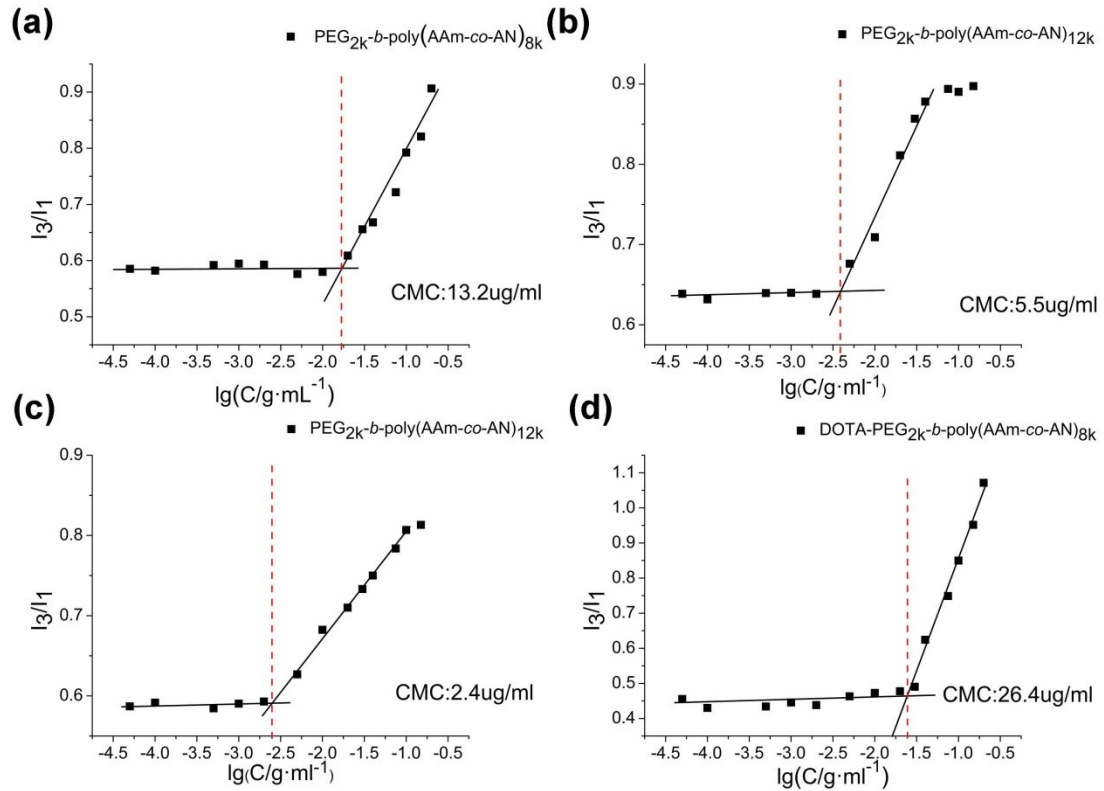 (a)
■ PEG2k-b-poly(AAm-co-AN)8k
0.9
0.8
0.7
0.6
0.5
I3/I1
CMC:13.2ug/ml
-4.5 -4.0 -3.5 -3.0 -2.5 -2.0 -1.5 -1.0 -0.5
lg(C/g·mL-1)
(b)
■ PEG2k-b-poly(AAm-co-AN)12k
0.9
0.8
0.7
0.6
I3/I1
CMC:5.5ug/ml
-4.5 -4.0 -3.5 -3.0 -2.5 -2.0 -1.5 -1.0 -0.5
lg(C/g·ml-1)
(c)
■ PEG2k-b-poly(AAm-co-AN)12k
0.9
0.8
0.7
0.6
I3/I1
CMC:2.4ug/ml
-4.5 -4.0 -3.5 -3.0 -2.5 -2.0 -1.5 -1.0 -0.5
lg(C/g·ml-1)
(d)
■ DOTA-PEG2k-b-poly(AAm-co-AN)8k
1.1
1.0
0.9
0.8
0.7
0.6
0.5
0.4
I3/I1
CMC:26.4ug/ml
-4.5 -4.0 -3.5 -3.0 -2.5 -2.0 -1.5 -1.0 -0.5
lg(C/g·ml-1)